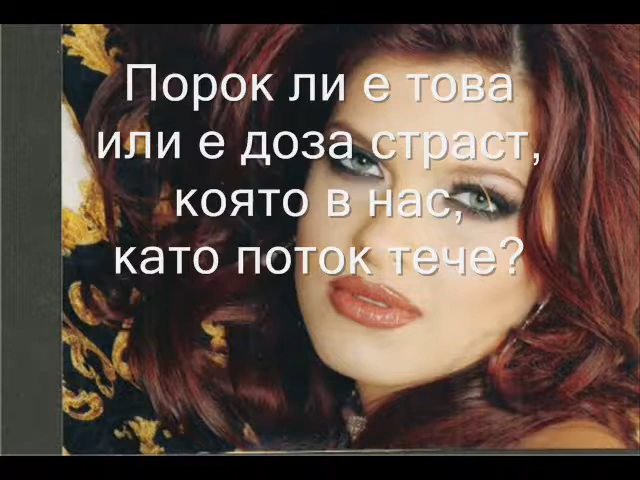 Порок ли е това
или е доза страст,
която в нас,
като поток тече?